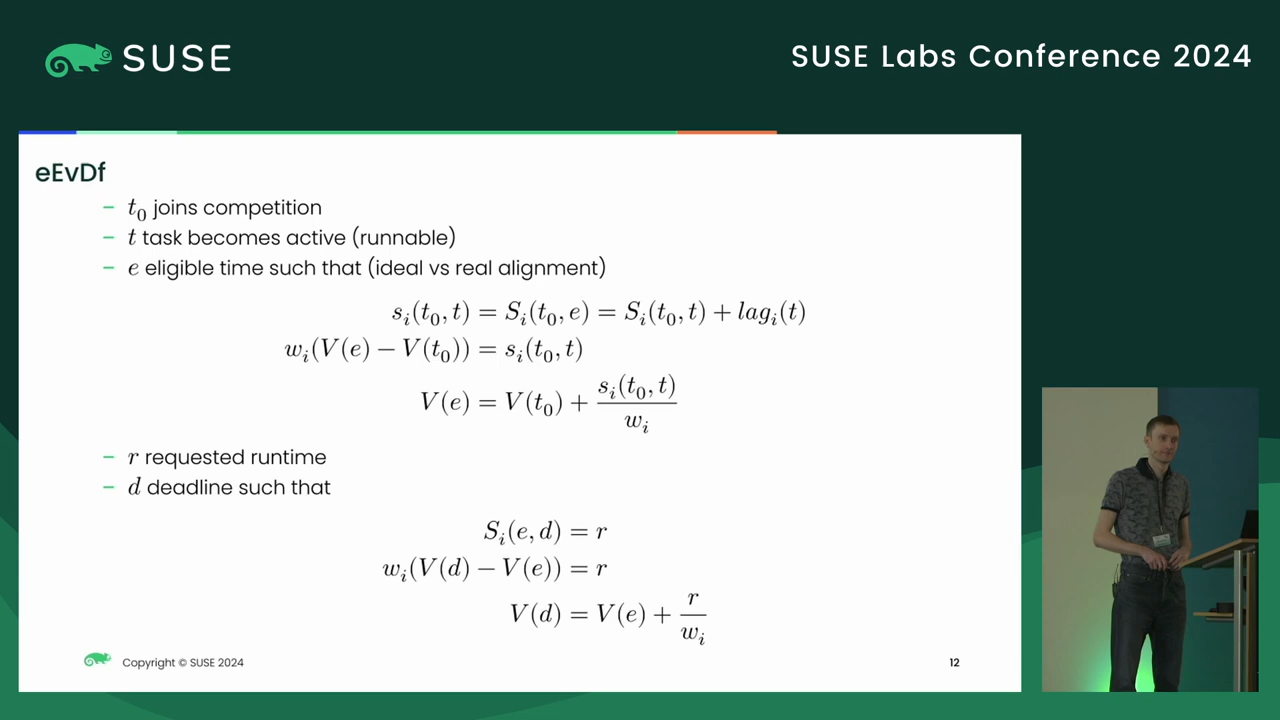 SUSE
SUSE Labs Conference 2024
eEvDf
– t₀ joins competition
– t task becomes active (runnable)
– e eligible time such that (ideal vs real alignment)
sᵢ(t₀, t) = Sᵢ(t₀, e) = Sᵢ(t₀, t) + lagᵢ(t)
wᵢ(V(e) − V(t₀)) = sᵢ(t₀, t)
V(e) = V(t₀) + sᵢ(t₀, t) / wᵢ
– r requested runtime
– d deadline such that
Sᵢ(e, d) = r
wᵢ(V(d) − V(e)) = r
V(d) = V(e) + r / wᵢ
Copyright © SUSE 2024
12